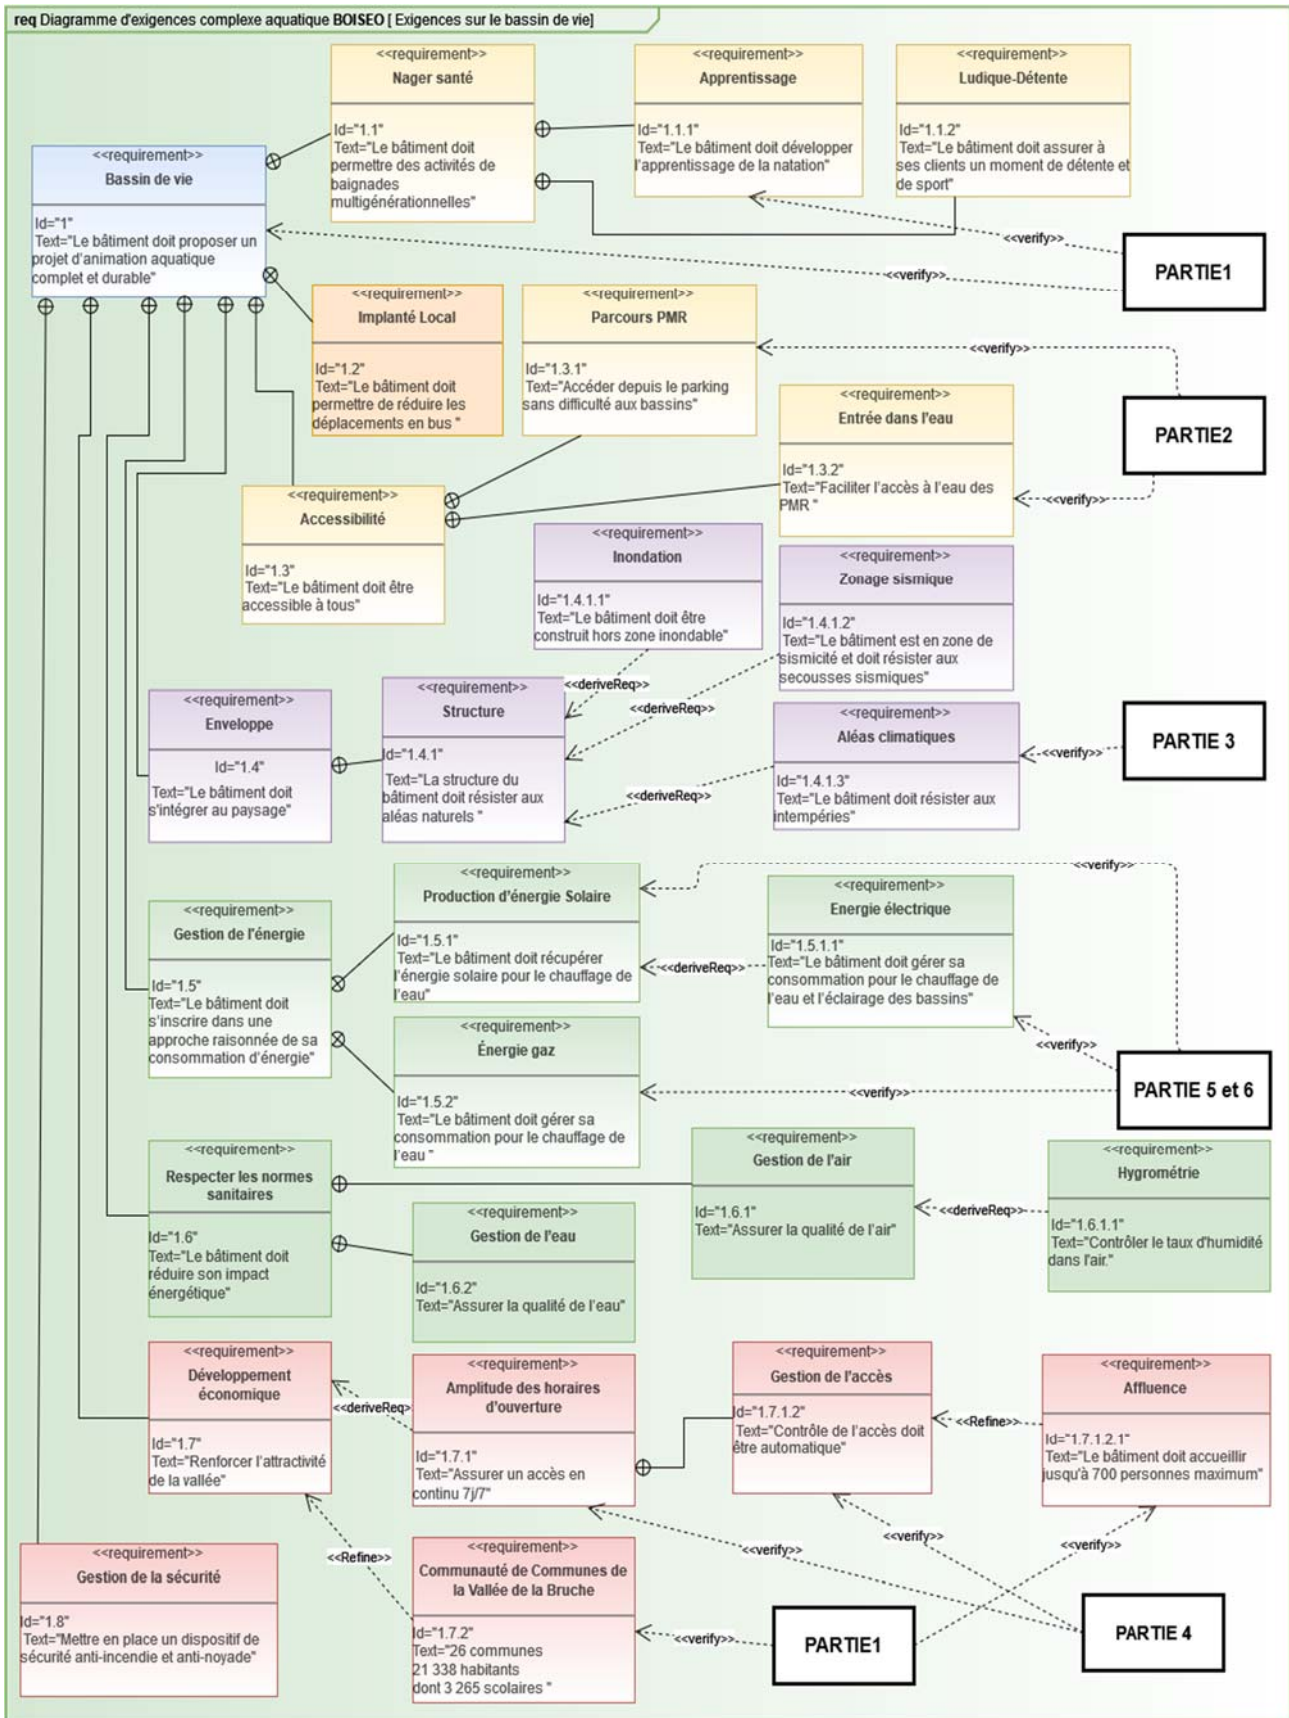 req Diagramme d'exigences complexe aquatique BOISEO [ Exigences sur le bassin de vie]
<<requirement>>
Nager santé
Id="1.1"
Text="Le bâtiment doit
permettre des activités de
baignades
multigénérationnelles"
<<requirement>>
Apprentissage
Id="1.1.1"
Text="Le bâtiment doit développer
l'apprentissage de la natation"
<<requirement>>
Ludique-Détente
Id="1.1.2"
Text="Le bâtiment doit assurer à
ses clients un moment de détente et
de sport"
<<requirement>>
Bassin de vie
Id="1"
Text="Le bâtiment doit proposer un
projet d'animation aquatique
complet et durable"
<<verify>>
<<verify>>
PARTIE1
<<requirement>>
Implanté Local
Id="1.2"
Text="Le bâtiment doit
permettre de réduire les
déplacements en bus "
<<requirement>>
Parcours PMR
Id="1.3.1"
Text="Accéder depuis le parking
sans difficulté aux bassins"
<<verify>>
<<requirement>>
Entrée dans l'eau
Id="1.3.2"
Text="Faciliter l'accès à l'eau des
PMR "
<<verify>>
PARTIE2
<<requirement>>
Accessibilité
Id="1.3"
Text="Le bâtiment doit être
accessible à tous"
<<requirement>>
Inondation
Id="1.4.1.1"
Text="Le bâtiment doit être
construit hors zone inondable"
<<requirement>>
Zonage sismique
Id="1.4.1.2"
Text="Le bâtiment est en zone de
sismicité et doit résister aux
secousses sismiques"
<<deriveReq>>
<<deriveReq>>
<<requirement>>
Enveloppe
Id="1.4"
Text="Le bâtiment doit
s'intégrer au paysage"
<<requirement>>
Structure
Id="1.4.1"
Text="La structure du
bâtiment doit résister aux
aléas naturels "
<<deriveReq>>
<<requirement>>
Aléas climatiques
Id="1.4.1.3"
Text="Le bâtiment doit résister aux
intempéries"
<<verify>>
PARTIE 3
<<requirement>>
Gestion de l'énergie
Id="1.5"
Text="Le bâtiment doit
s'inscrire dans une
approche raisonnée de sa
consommation d'énergie"
<<requirement>>
Production d'énergie Solaire
Id="1.5.1"
Text="Le bâtiment doit récupérer
l'énergie solaire pour le chauffage de
l'eau"
<<verify>>
<<deriveReq>>
<<requirement>>
Energie électrique
Id="1.5.1.1"
Text="Le bâtiment doit gérer sa
consommation pour le chauffage de
l'eau et l'éclairage des bassins"
<<requirement>>
Énergie gaz
Id="1.5.2"
Text="Le bâtiment doit gérer sa
consommation pour le chauffage de
l'eau "
<<verify>>
<<verify>>
PARTIE 5 et 6
<<requirement>>
Respecter les normes
sanitaires
Id="1.6"
Text="Le bâtiment doit
réduire son impact
énergétique"
<<requirement>>
Gestion de l'air
Id="1.6.1"
Text="Assurer la qualité de l'air"
<<deriveReq>>
<<requirement>>
Hygrométrie
Id="1.6.1.1"
Text="Contrôler le taux d'humidité
dans l'air."
<<requirement>>
Gestion de l'eau
Id="1.6.2"
Text="Assurer la qualité de l'eau"
<<requirement>>
Développement
économique
Id="1.7"
Text="Renforcer l'attractivité
de la vallée"
<<deriveReq>
<<requirement>>
Amplitude des horaires
d'ouverture
Id="1.7.1"
Text="Assurer un accès en
continu 7j/7"
<<requirement>>
Gestion de l'accès
Id="1.7.1.2"
Text="Contrôle de l'accès doit
être automatique"
<<Refine>>
<<requirement>>
Affluence
Id="1.7.1.2.1"
Text="Le bâtiment doit accueillir
jusqu'à 700 personnes maximum"
<<requirement>>
Gestion de la sécurité
Id="1.8"
Text="Mettre en place un dispositif de
sécurité anti-incendie et anti-noyade"
<<Refine>>
<<requirement>>
Communauté de Communes de
la Vallée de la Bruche
Id="1.7.2"
Text="26 communes
21 338 habitants
dont 3 265 scolaires "
<<verify>>
<<verify>>
<<verify>>
<<verify>>
PARTIE1
PARTIE 4